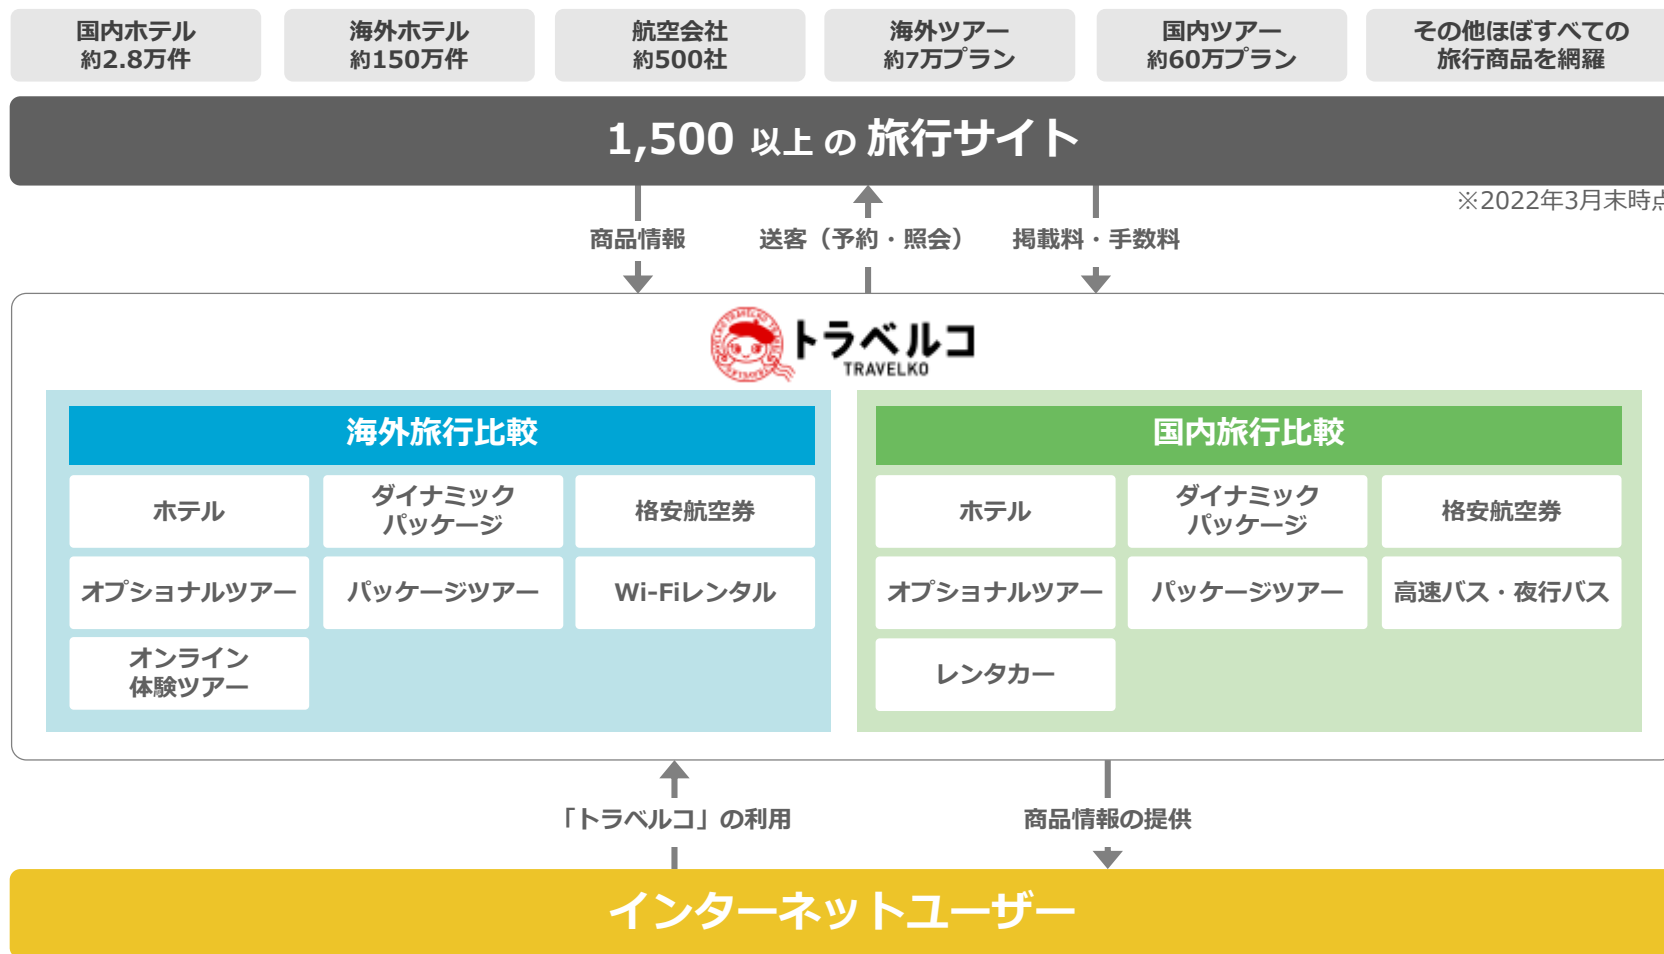 国内ホテル
約2.8万件
海外ホテル
約150万件
航空会社
約500社
海外ツアー
約7万プラン
国内ツアー
約60万プラン
その他ほぼすべての
旅行商品を網羅
1,500 以上 の 旅行サイト
※2022年3月末時点
商品情報
送客（予約・照会）
掲載料・手数料
トラベルコ
TRAVELKO
海外旅行比較
ホテル
ダイナミック
パッケージ
格安航空券
オプショナルツアー
パッケージツアー
Wi-Fiレンタル
オンライン
体験ツアー
国内旅行比較
ホテル
ダイナミック
パッケージ
格安航空券
オプショナルツアー
パッケージツアー
高速バス・夜行バス
レンタカー
「トラベルコ」の利用
商品情報の提供
インターネットユーザー